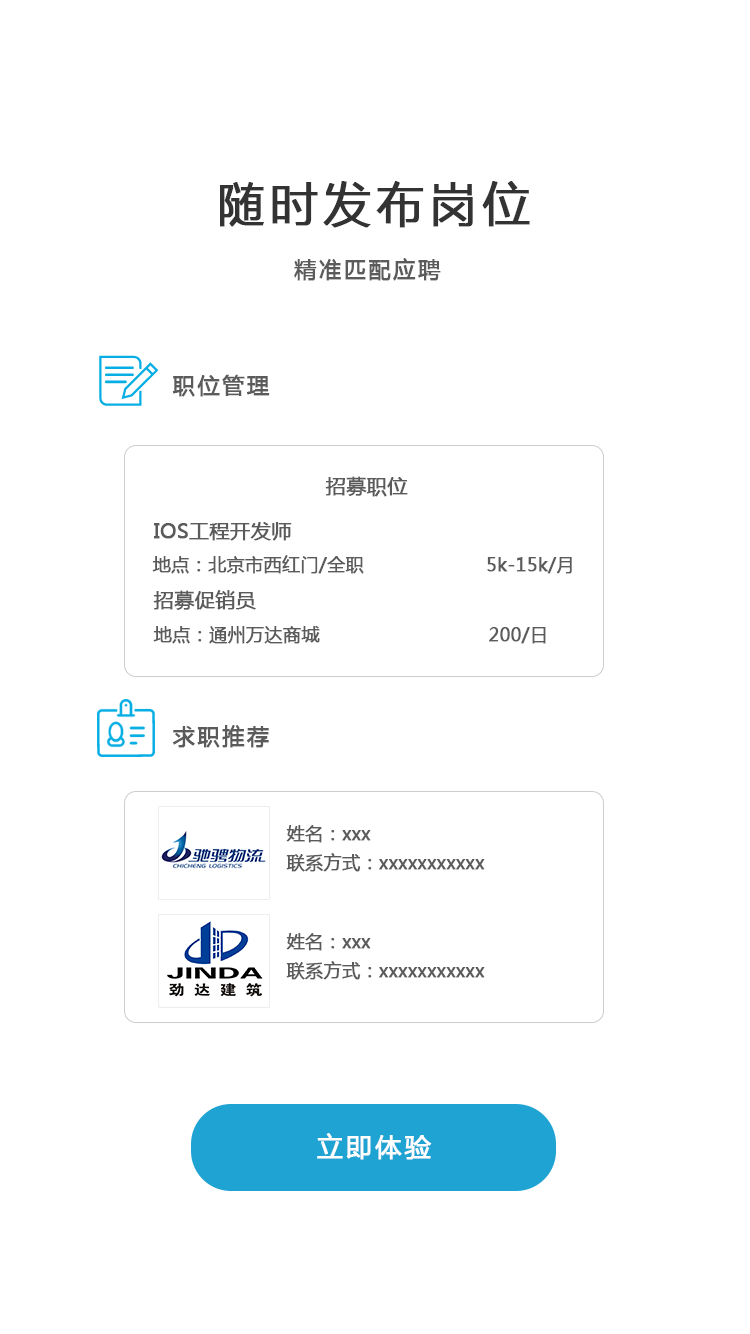 随时发布岗位
精准匹配应聘
职位管理
招募职位
IOS工程开发师
地点：北京市西红门/全职 5k-15k/月
招募促销员
地点：通州万达商城 200/日
求职推荐
驰骋物流
CHICHENG LOGISTICS
姓名：xxx
联系方式：xxxxxxxxxxx
JINDA
劲达建筑
姓名：xxx
联系方式：xxxxxxxxxxx
立即体验